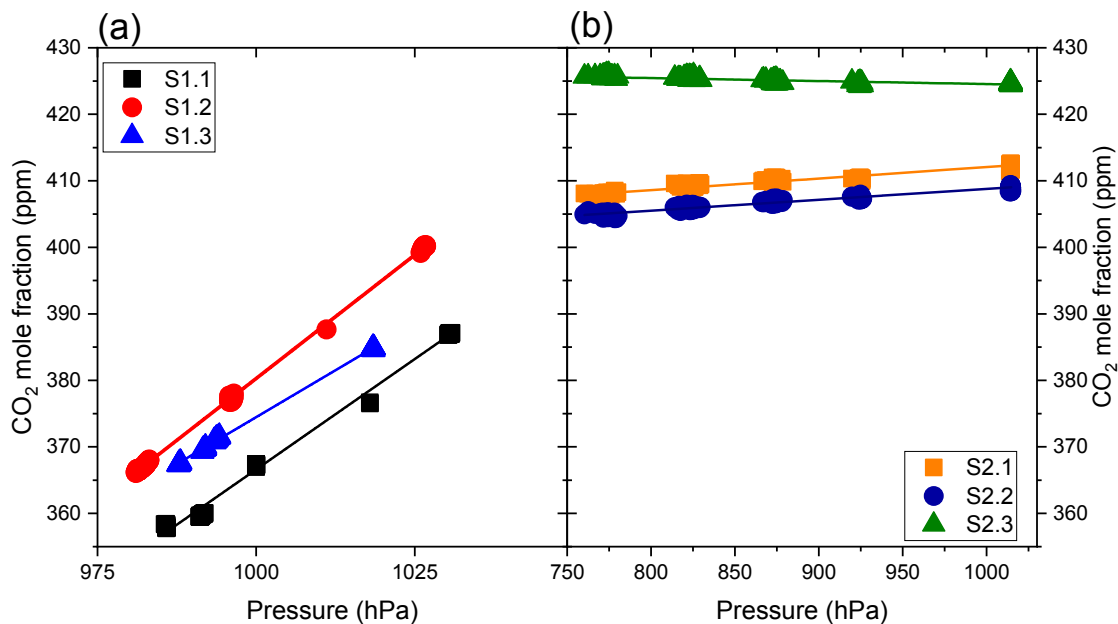 (a)
(b)
430
420
410
400
390
380
370
360
430
420
410
400
390
380
370
360
S1.1
S1.2
S1.3
S2.1
S2.2
S2.3
CO2 mole fraction (ppm)
CO2 mole fraction (ppm)
975
1000
1025
750
800
850
900
950
1000
Pressure (hPa)
Pressure (hPa)